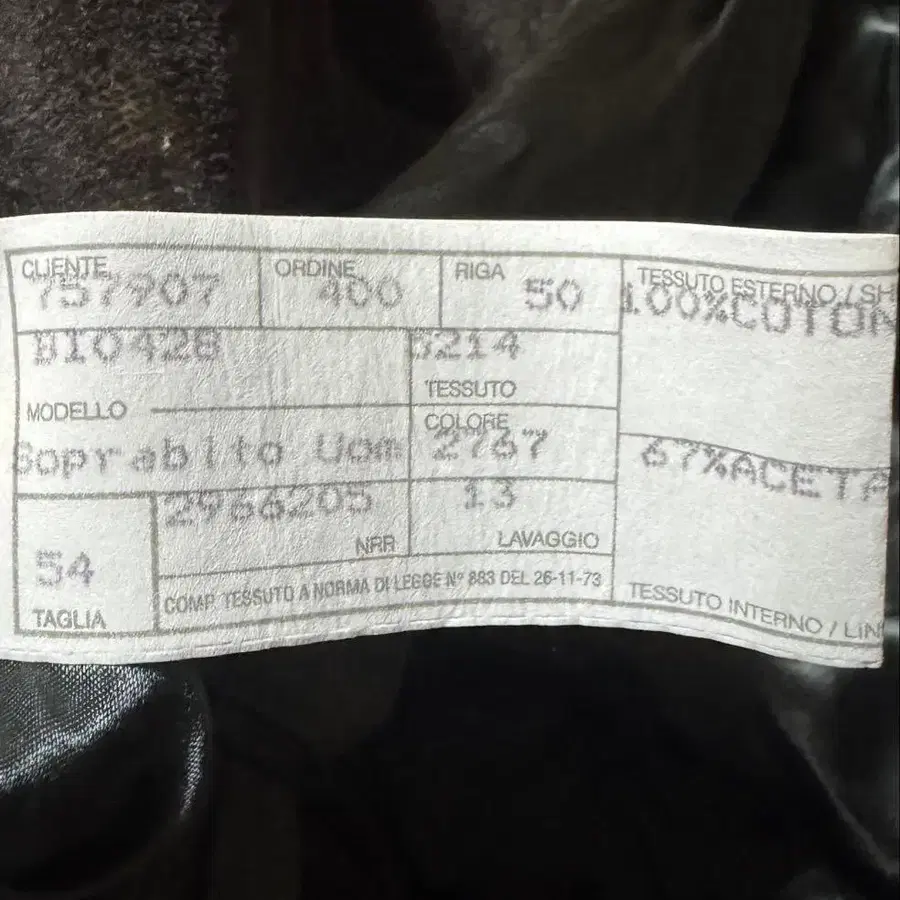 CLIENTE
757907
ORDINE
400
RIGA
50
TESSUTO ESTERNO / SH
100%COTON
BI0428
5214
TESSUTO
MODELLO
COLORE
2767
Soprabito Uom
67%ACETA
2966205
NRR
13
LAVAGGIO
54
TAGLIA
COMP. TESSUTO A NORMA DI LEGGE Nº 883 DEL 26-11-73
TESSUTO INTERNO / LIN